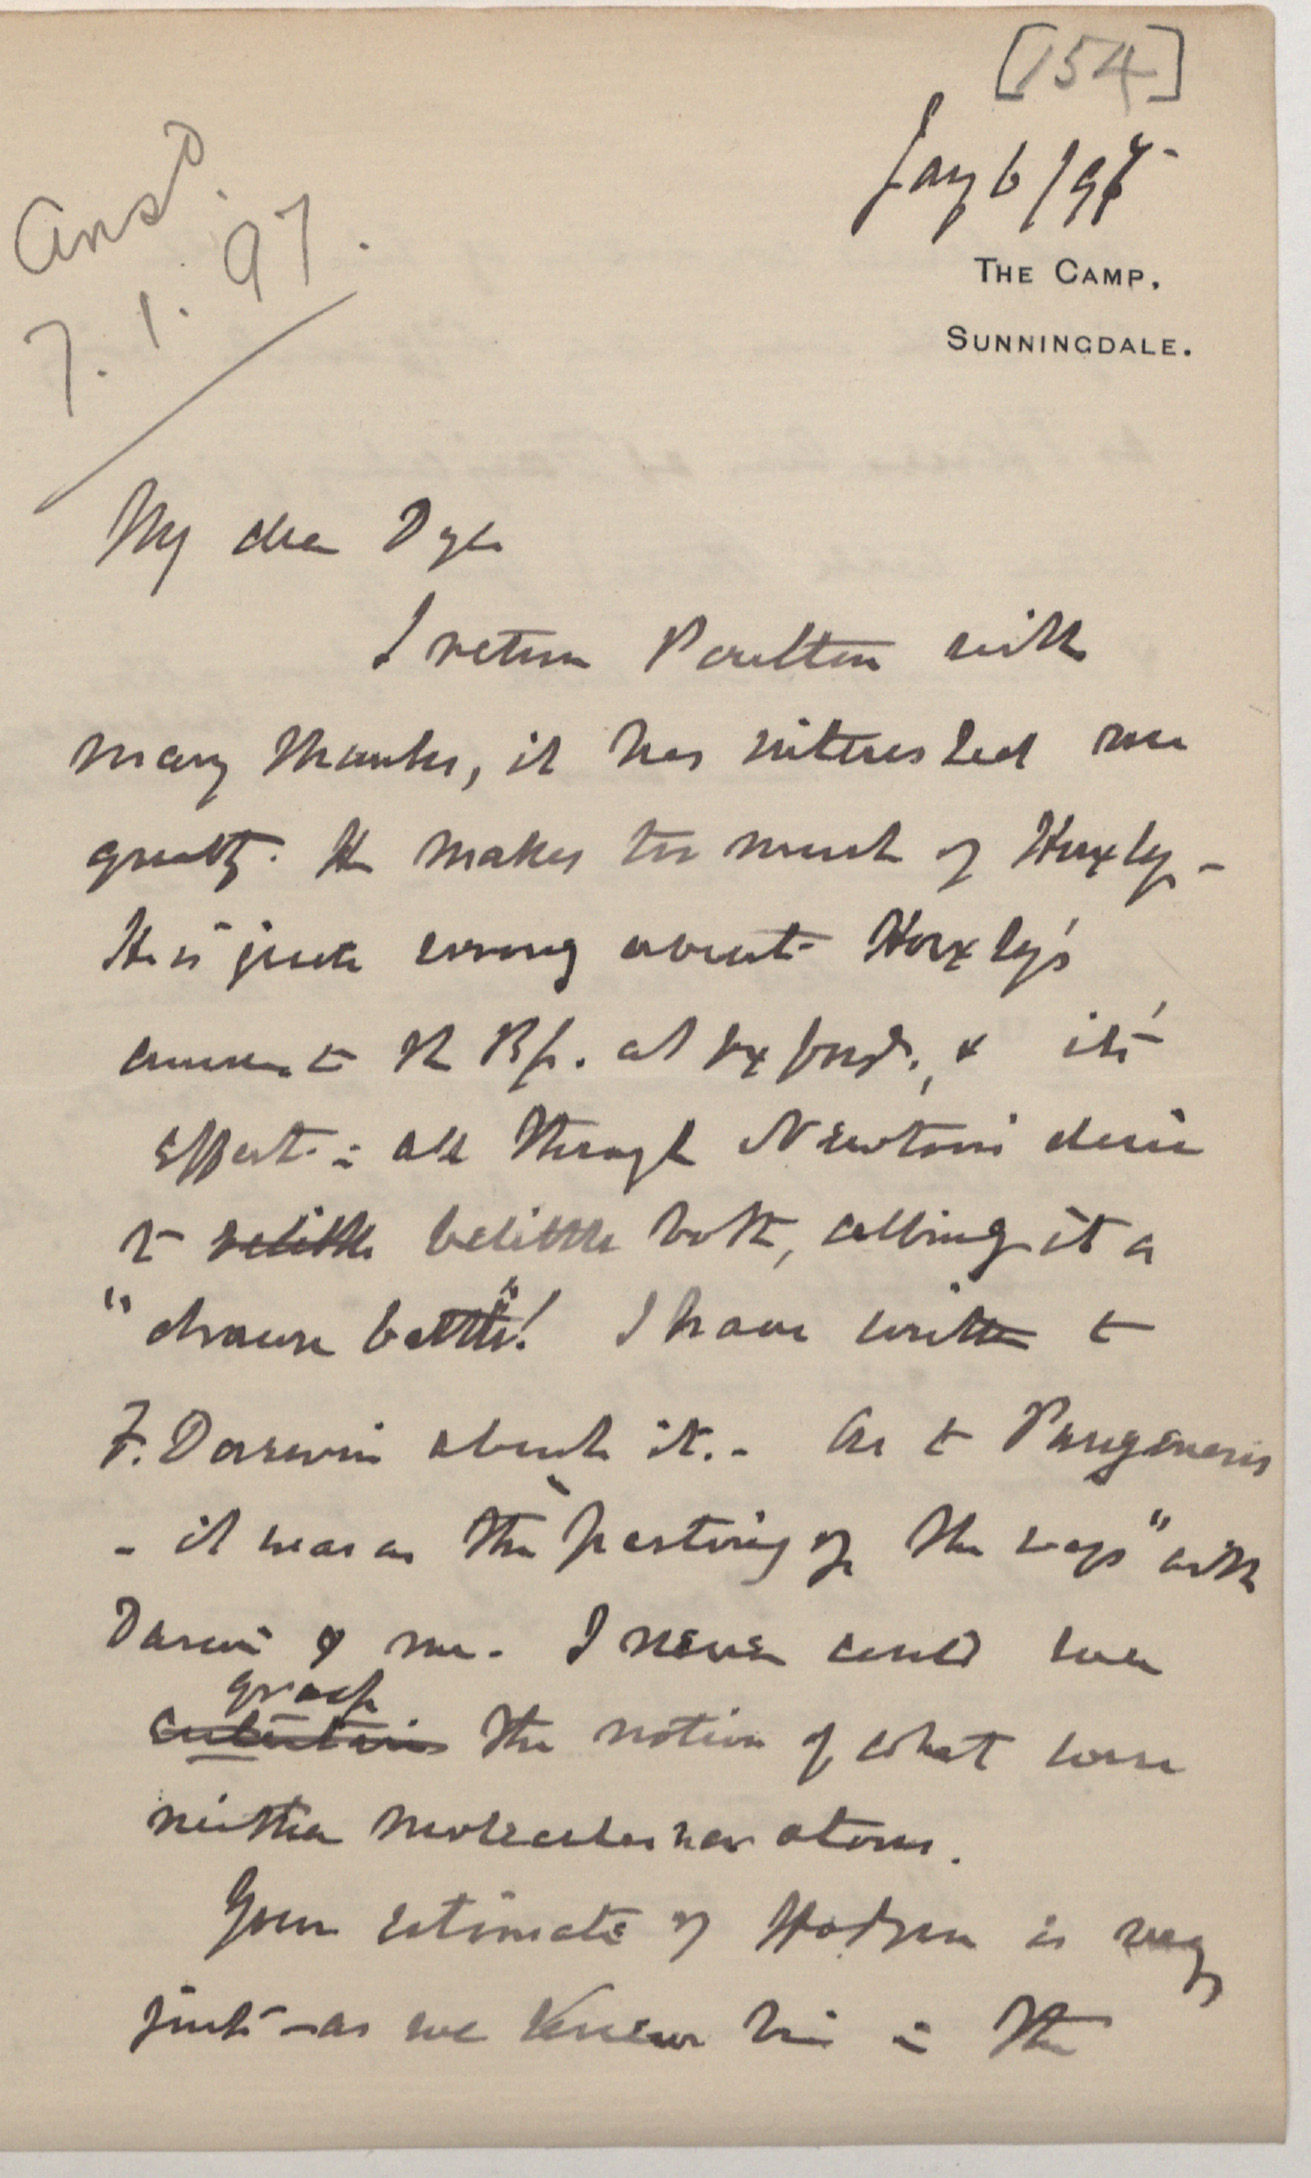 [154]
Ansd.
7.1.97.
Jany 6/97.
THE CAMP,
SUNNINGDALE.
My dear Dyer
I return Poulton with
many thanks, it has interested me
greatly. He makes too much of Huxley -
He is quite wrong about Huxley's
answer to the Bp. at Oxford, & its
effect - all through Newton's desire
to belittle belittle both, calling it a
"drawn battle"! I have written to
F. Darwin about it. - As to Pangenesis
- it was as the "parting of the ways" with
Darwin & me. I never could even
grasp
entertain the notion of what were
neither molecules nor atoms.
Your estimate of Hodgson is very
just - as we knew him in the